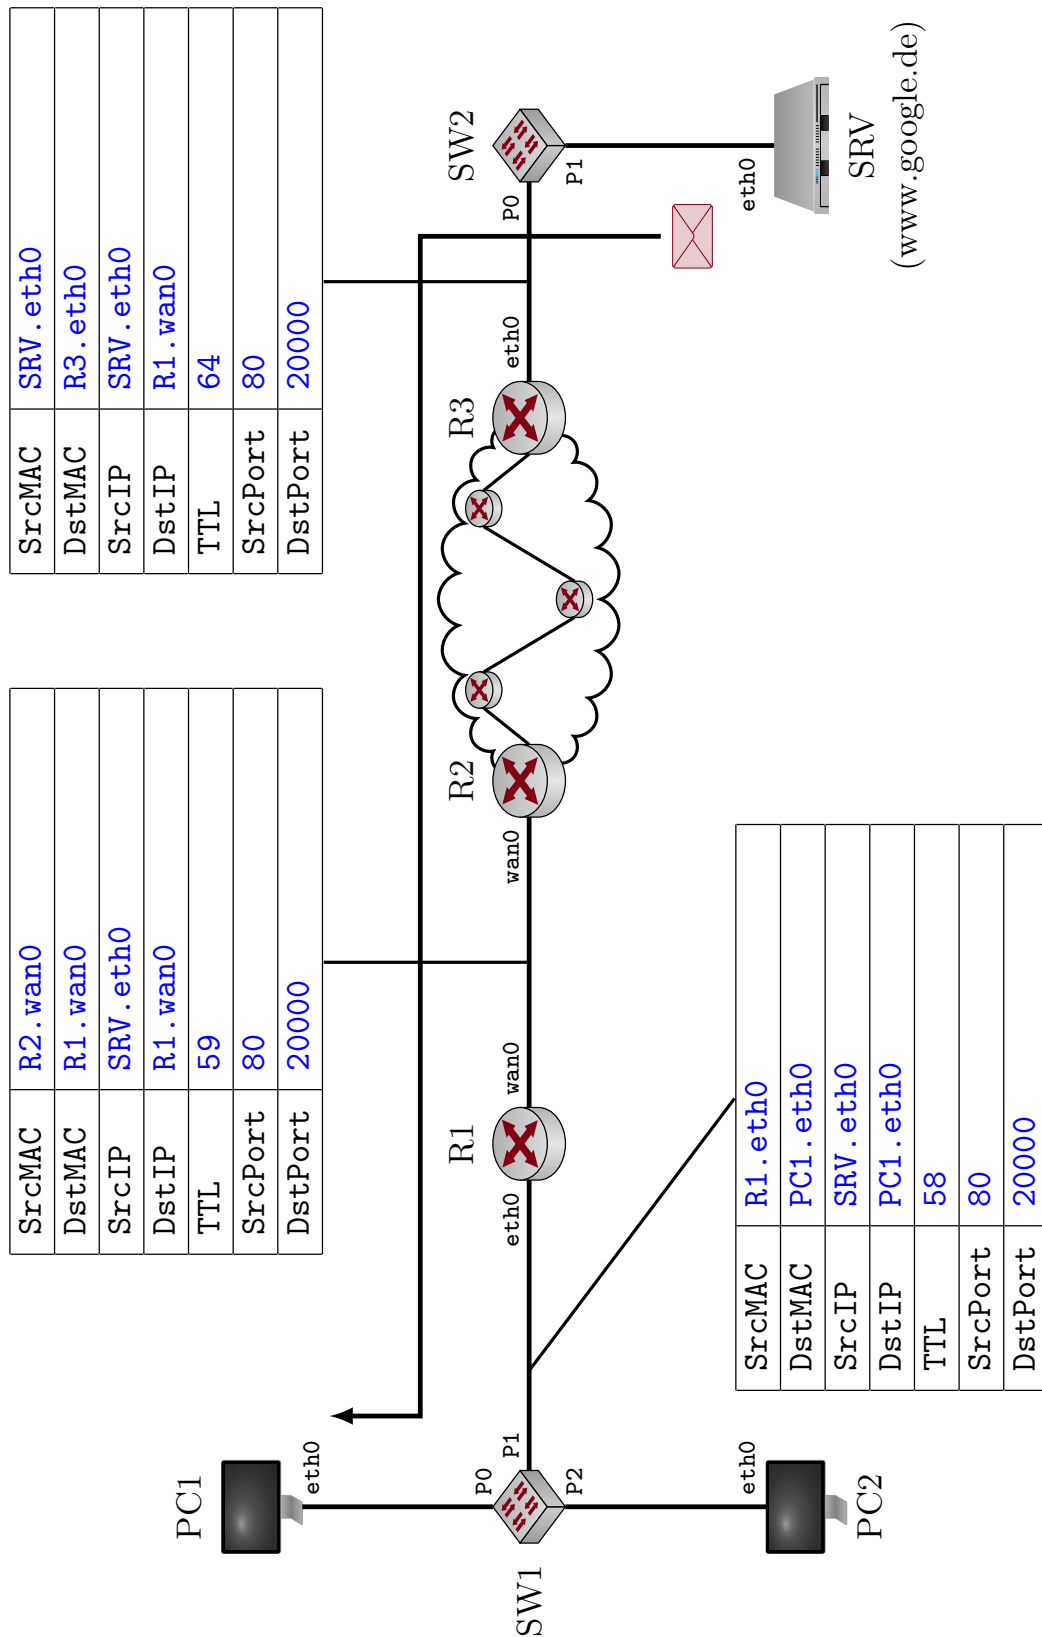 SrcMAC R2.wan0
DstMAC R1.wan0
SrcIP SRV.eth0
DstIP R1.wan0
TTL 59
SrcPort 80
DstPort 20000
SrcMAC SRV.eth0
DstMAC R3.eth0
SrcIP SRV.eth0
DstIP R1.wan0
TTL 64
SrcPort 80
DstPort 20000
PC1
eth0
SW1
P0
P1
P2
eth0
R1
wan0
wan0
R2
R3
eth0
P0
SW2
P1
eth0
PC2
eth0
SRV
(www.google.de)
SrcMAC R1.eth0
DstMAC PC1.eth0
SrcIP SRV.eth0
DstIP PC1.eth0
TTL 58
SrcPort 80
DstPort 20000